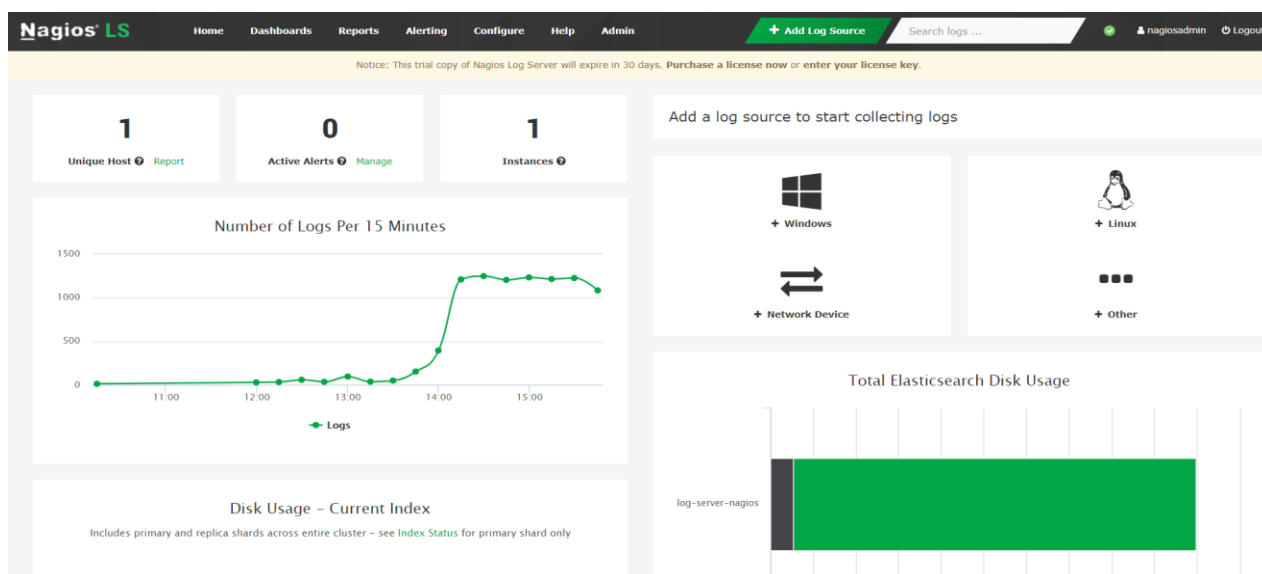 Nagios® LS
Home Dashboards Reports Alerting Configure Help Admin
+ Add Log Source
Search logs ...
nagiosadmin
Logout
Notice: This trial copy of Nagios Log Server will expire in 30 days. Purchase a license now or enter your license key.
1
Unique Host Report
0
Active Alerts Manage
1
Instances
Number of Logs Per 15 Minutes
1500
1000
500
0
11:00 12:00 13:00 14:00 15:00
Logs
Disk Usage – Current Index
Includes primary and replica shards across entire cluster – see Index Status for primary shard only
Add a log source to start collecting logs
+ Windows
+ Linux
+ Network Device
+ Other
Total Elasticsearch Disk Usage
log-server-nagios